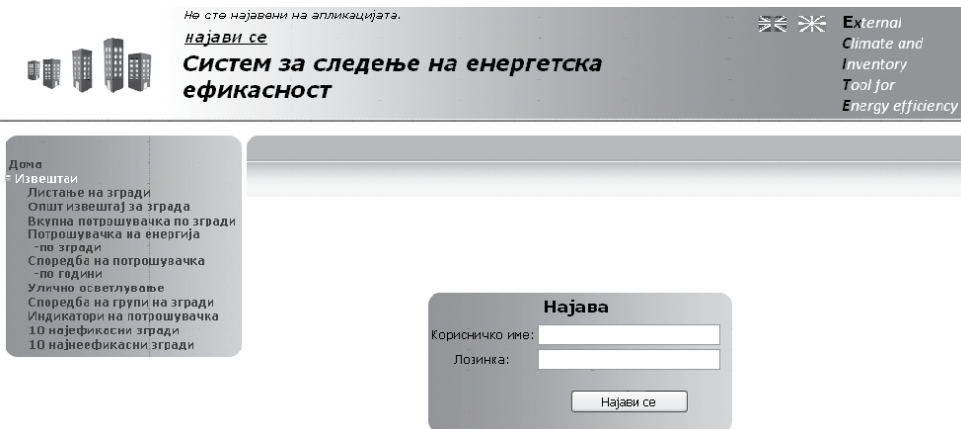 Не сте најавени на апликацијата.
најави се
Систем за следење на енергетска
ефикасност
External
Climate and
Inventory
Tool for
Energy efficiency
Дома
Извештаи
Листање на згради
Општ извештај за зграда
Вкупна потрошувачка по згради
Потрошувачка на енергија
-по згради
Споредба на потрошувачка
-по години
Улично осветлување
Споредба на групи на згради
Индикатори на потрошувачка
10 најефикасни згради
10 најнеефикасни згради
Најава
Корисничко име:
Лозинка:
Најави се